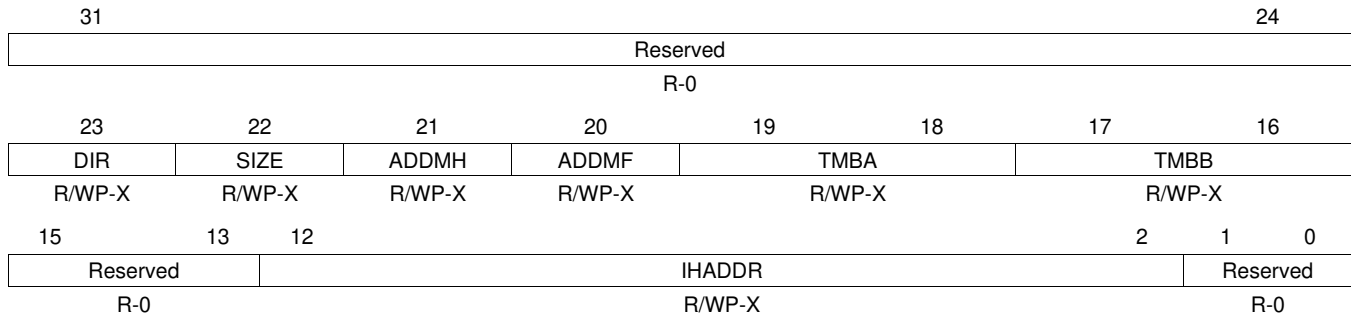 31 24
Reserved
R-0
23 22 21 20 19 18 17 16
DIR SIZE ADDMH ADDMF TMBA TMBB
R/WP-X R/WP-X R/WP-X R/WP-X R/WP-X R/WP-X
15 13 12 2 1 0
Reserved IHADDR Reserved
R-0 R/WP-X R-0